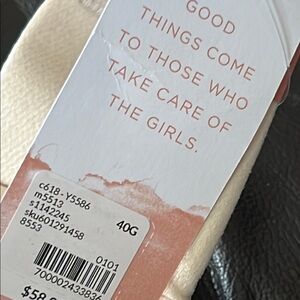 GOOD
THINGS COME
TO THOSE WHO
TAKE CARE OF
THE GIRLS.
c618-Y5586
m5513
s1142245
sku601291458
8553
40G
0101
700002433836